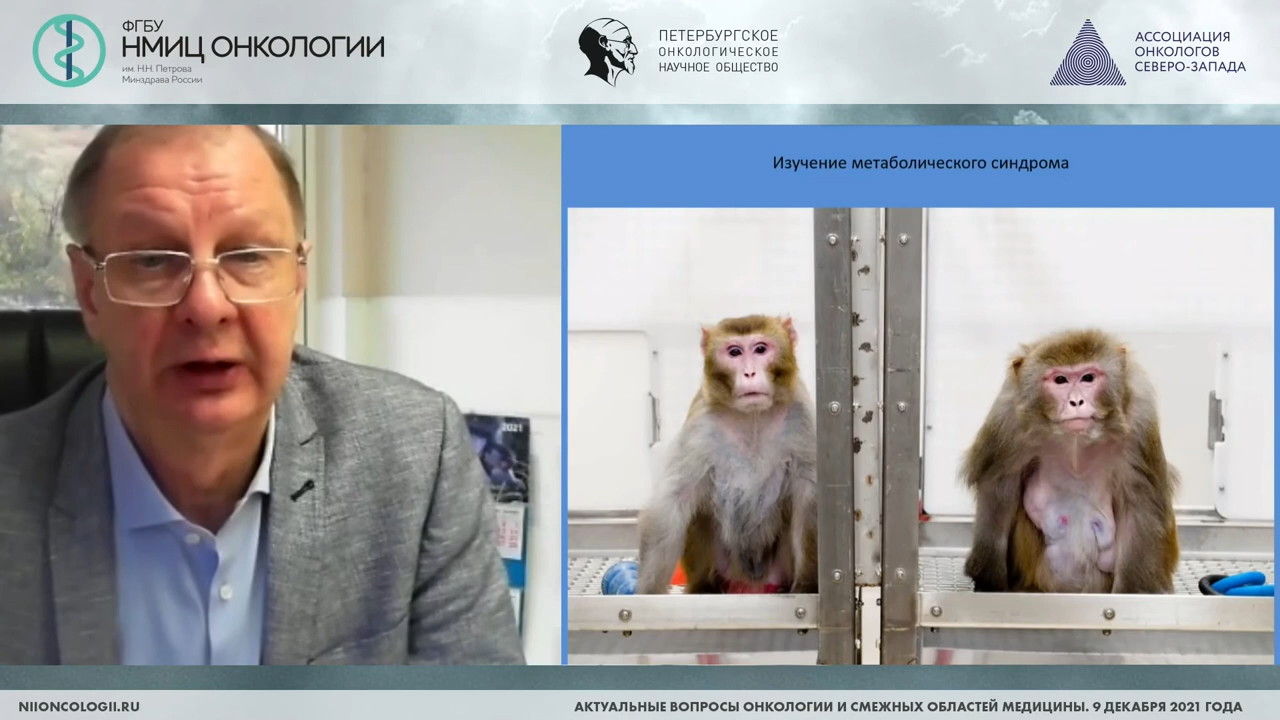 ФГБУ
НМИЦ ОНКОЛОГИИ
им. Н.Н. Петрова
Минздрава России
ПЕТЕРБУРГСКОЕ
ОНКОЛОГИЧЕСКОЕ
НАУЧНОЕ ОБЩЕСТВО
АССОЦИАЦИЯ
ОНКОЛОГОВ
СЕВЕРО-ЗАПАДА
Изучение метаболического синдрома
2021
NIIONCOLOGII.RU
АКТУАЛЬНЫЕ ВОПРОСЫ ОНКОЛОГИИ И СМЕЖНЫХ ОБЛАСТЕЙ МЕДИЦИНЫ. 9 ДЕКАБРЯ 2021 ГОДА